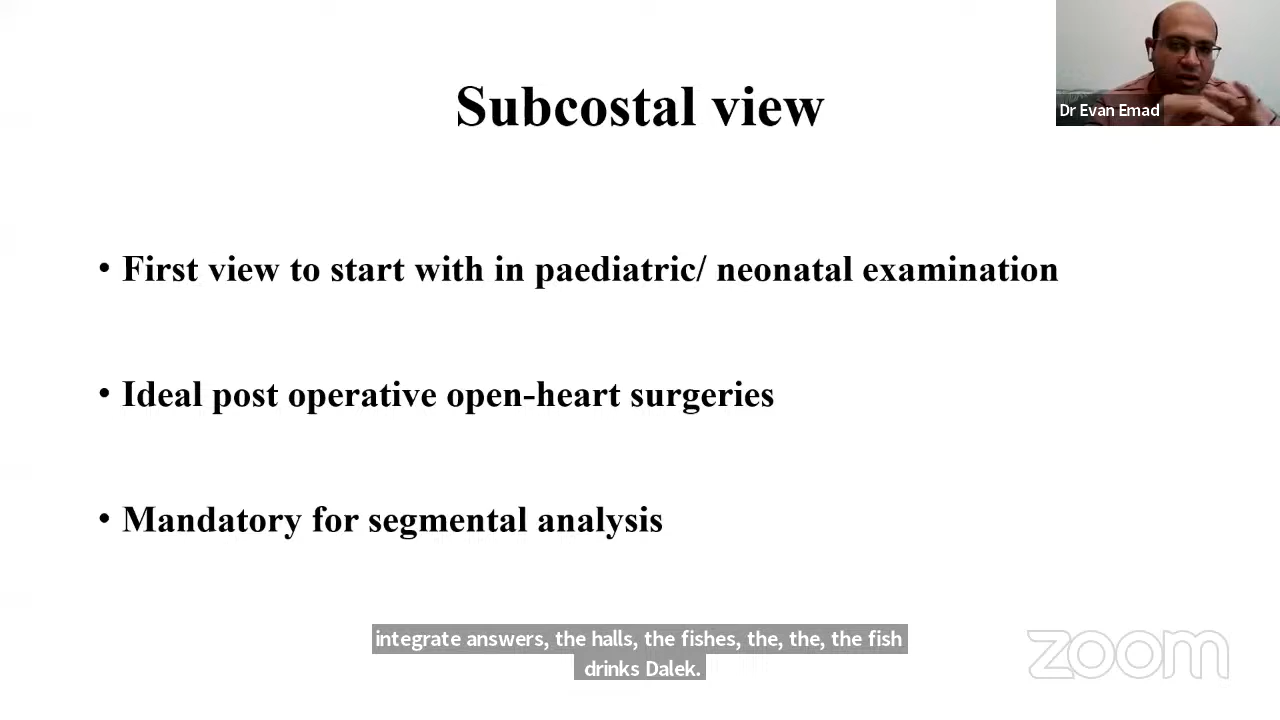 Subcostal view
Dr Evan Emad
• First view to start with in paediatric/ neonatal examination
• Ideal post operative open-heart surgeries
• Mandatory for segmental analysis
integrate answers, the halls, the fishes, the, the, the fish
drinks Dalek.
zoom